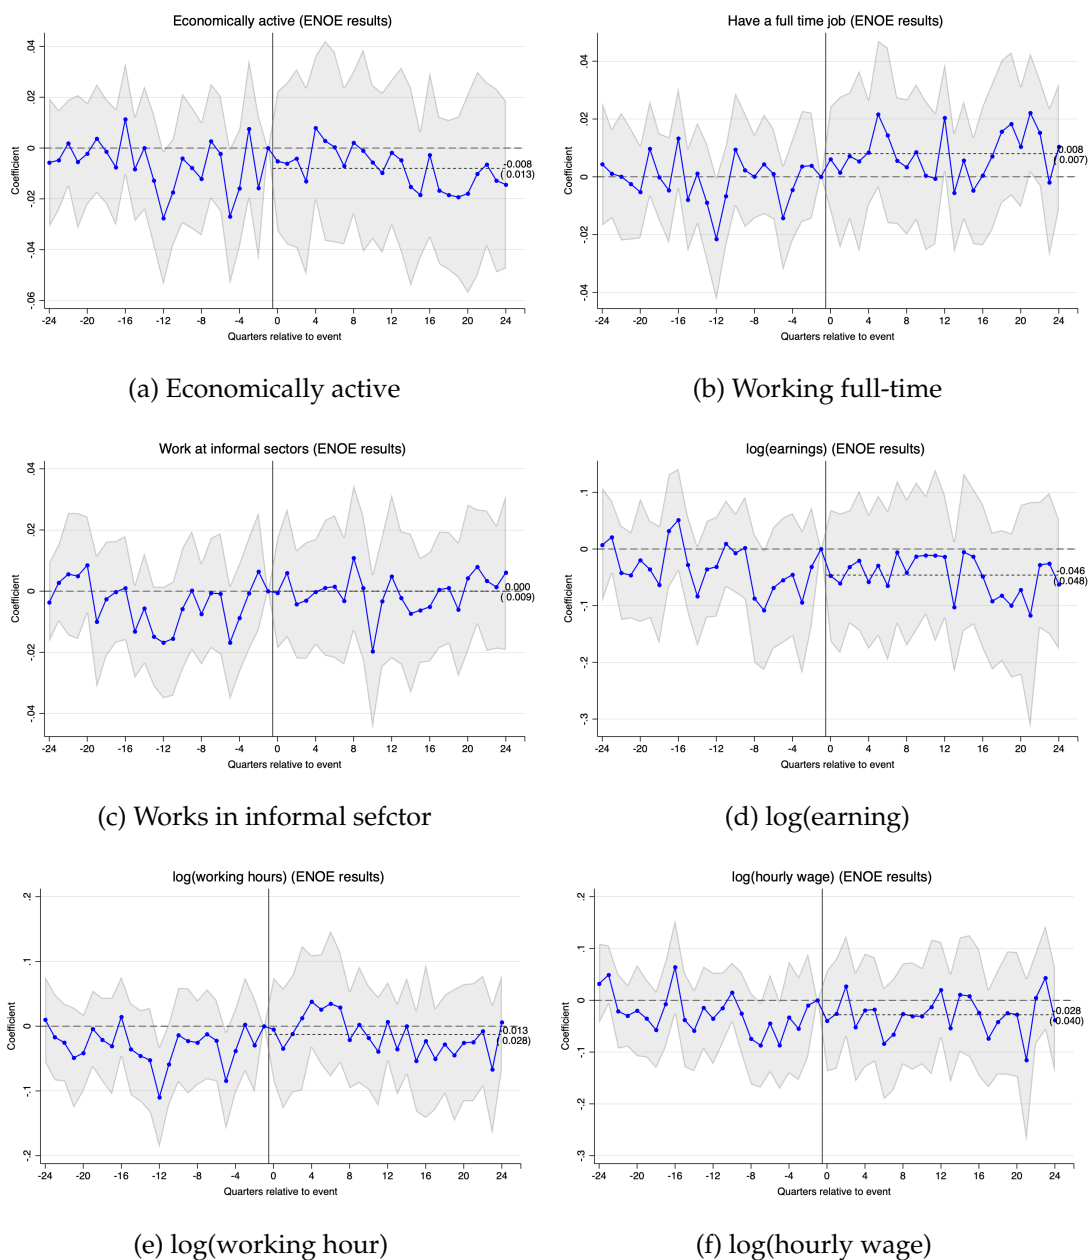 Economically active (ENOE results)
Coefficient
.04
.02
0
-.02
-.04
-.06
-0.008
( 0.013)
-24 -20 -16 -12 -8 -4 0 4 8 12 16 20 24
Quarters relative to event
(a) Economically active
Have a full time job (ENOE results)
Coefficient
.04
.02
0
-.02
-.04
0.008
( 0.007)
-24 -20 -16 -12 -8 -4 0 4 8 12 16 20 24
Quarters relative to event
(b) Working full-time
Work at informal sectors (ENOE results)
Coefficient
.04
.02
0
-.02
-.04
0.000
( 0.009)
-24 -20 -16 -12 -8 -4 0 4 8 12 16 20 24
Quarters relative to event
(c) Works in informal sefctor
log(earnings) (ENOE results)
Coefficient
.1
0
-.1
-.2
-.3
-0.046
( 0.048)
-24 -20 -16 -12 -8 -4 0 4 8 12 16 20 24
Quarters relative to event
(d) log(earning)
log(working hours) (ENOE results)
Coefficient
.2
.1
0
-.1
-.2
-0.013
( 0.028)
-24 -20 -16 -12 -8 -4 0 4 8 12 16 20 24
Quarters relative to event
(e) log(working hour)
log(hourly wage) (ENOE results)
Coefficient
.2
.1
0
-.1
-.2
-.3
-0.028
( 0.040)
-24 -20 -16 -12 -8 -4 0 4 8 12 16 20 24
Quarters relative to event
(f) log(hourly wage)